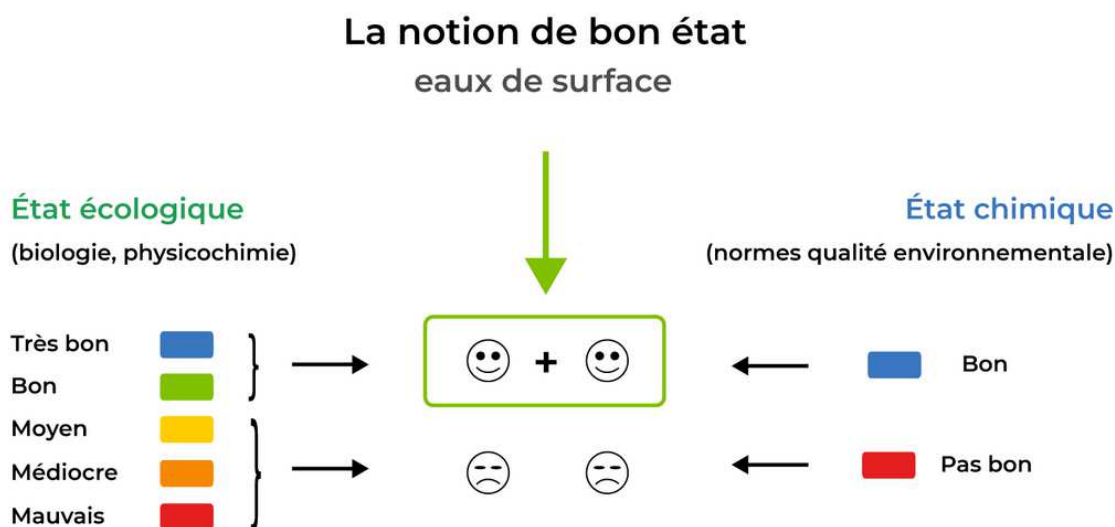 La notion de bon état
eaux de surface
État écologique
(biologie, physicochimie)
État chimique
(normes qualité environnementale)
Très bon
Bon
Moyen
Médiocre
Mauvais
+
Bon
Pas bon